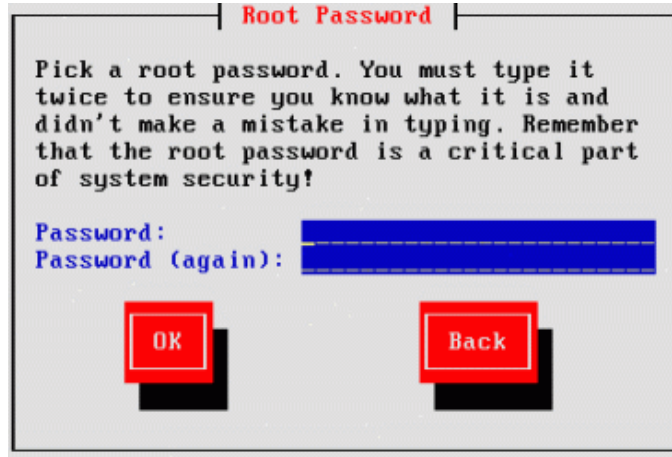 Root Password
Pick a root password. You must type it
twice to ensure you know what it is and
didn't make a mistake in typing. Remember
that the root password is a critical part
of system security!
Password:
Password (again):
OK Back